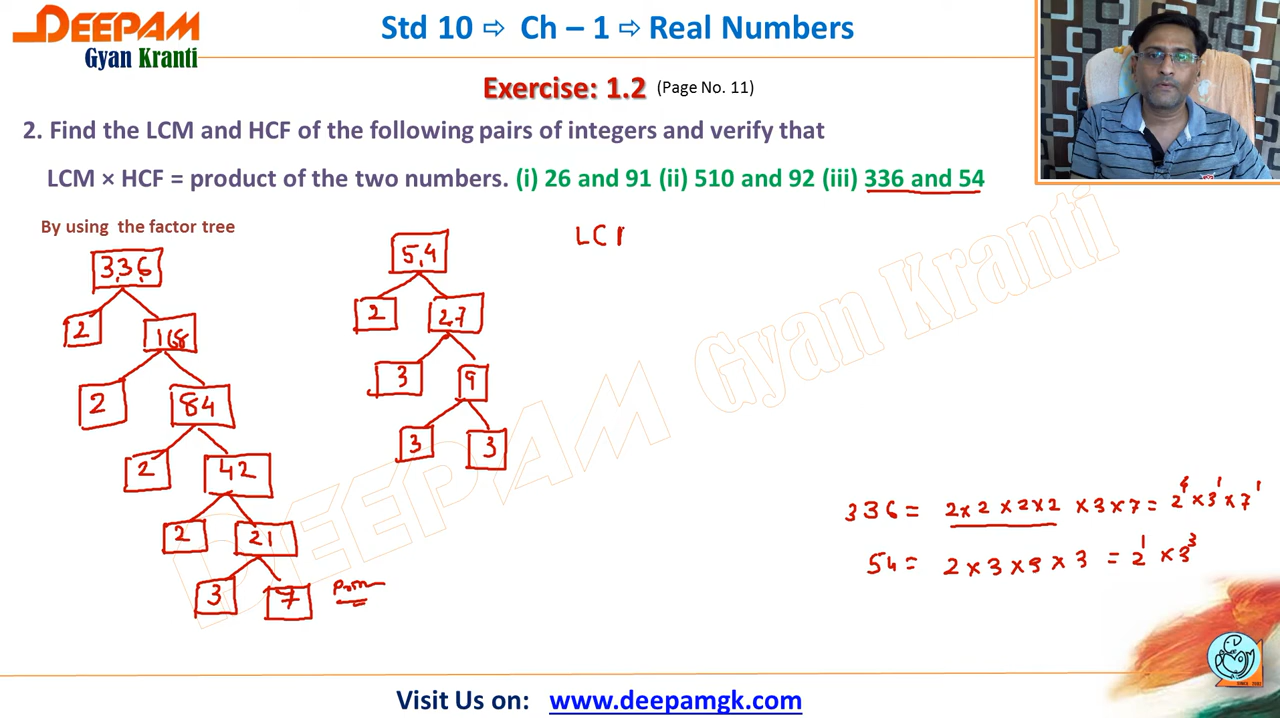 DEEPAM
Gyan Kranti
Std 10 ⇨ Ch – 1 ⇨ Real Numbers
Exercise: 1.2 (Page No. 11)
2. Find the LCM and HCF of the following pairs of integers and verify that
LCM × HCF = product of the two numbers. (i) 26 and 91 (ii) 510 and 92 (iii) 336 and 54
By using the factor tree
336
2 168
2 84
2 42
2 21
3 7
54
2 27
3 9
3 3
LC
DEEPAM Gyan Kranti
336 = 2 × 2 × 2 × 2 × 3 × 7 = 2⁴ × 3¹ × 7¹
54 = 2 × 3 × 3 × 3 = 2¹ × 3³
Visit Us on: www.deepamgk.com